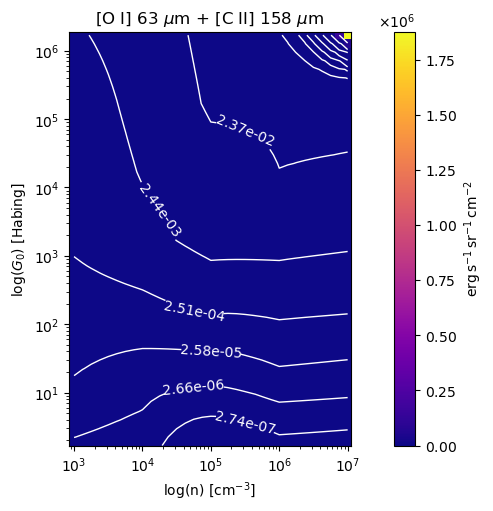 [O I] 63 μm + [C II] 158 μm
×10⁶
10⁶
10⁵
10⁴
10³
10²
10¹
log(G₀) [Habing]
2.37e-02
2.44e-03
2.51e-04
2.58e-05
2.66e-06
2.74e-07
10³ 10⁴ 10⁵ 10⁶ 10⁷
log(n) [cm⁻³]
1.75
1.50
1.25
1.00
0.75
0.50
0.25
0.00
erg s⁻¹ sr⁻¹ cm⁻²